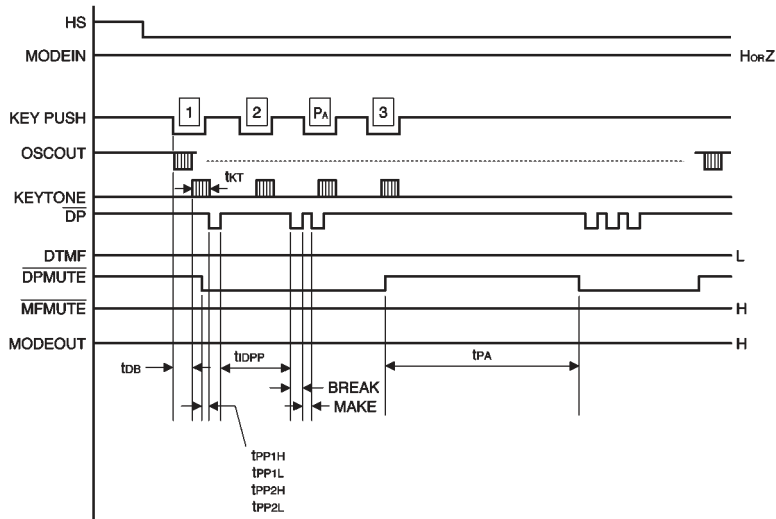 HS
MODEIN HORZ
KEY PUSH 1 2 PA 3
OSCOUT
tKT
KEYTONE
DP
DTMF L
DPMUTE
MFMUTE H
MODEOUT H
tDB tIDPP tPA
BREAK
MAKE
tPP1H
tPP1L
tPP2H
tPP2L